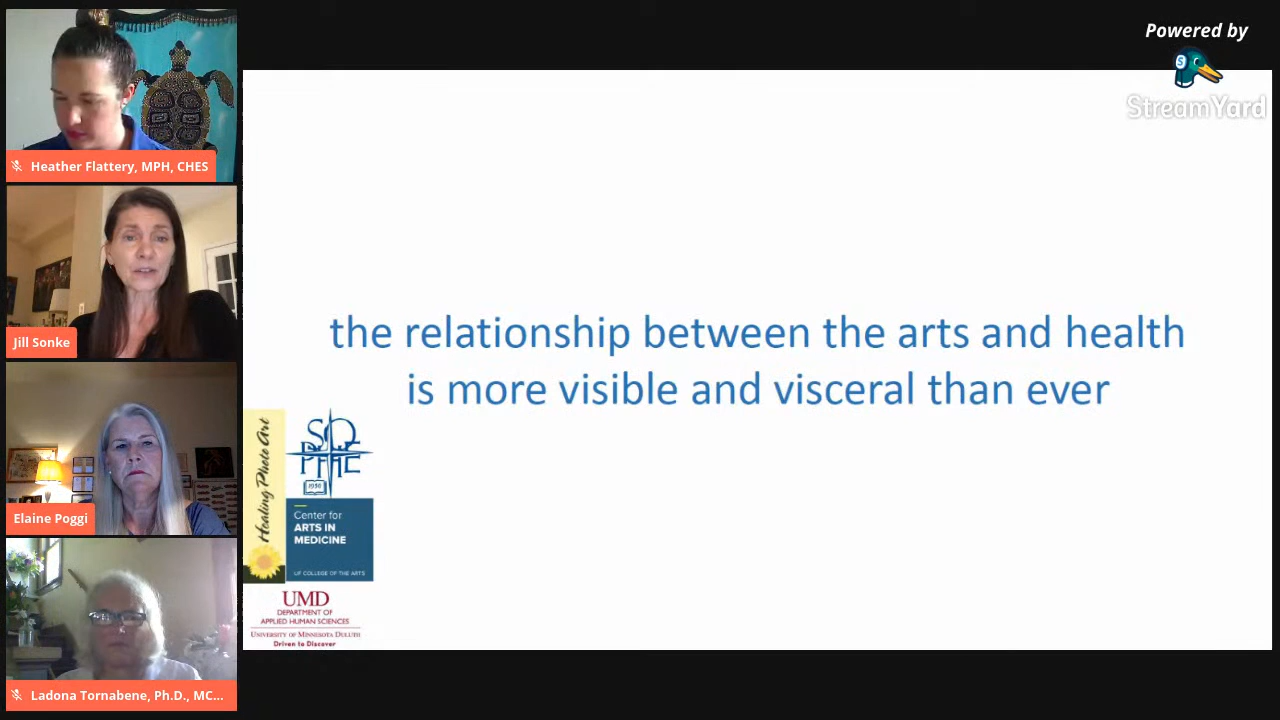 Powered by
StreamYard
Heather Flattery, MPH, CHES
Jill Sonke
Elaine Poggi
Ladona Tornabene, Ph.D., MC...
the relationship between the arts and health
is more visible and visceral than ever
Healing Photo Art
SOPHE
1950
Center for
ARTS IN
MEDICINE
UF COLLEGE OF THE ARTS
UMD
DEPARTMENT OF
APPLIED HUMAN SCIENCES
UNIVERSITY OF MINNESOTA DULUTH
Driven to Discover